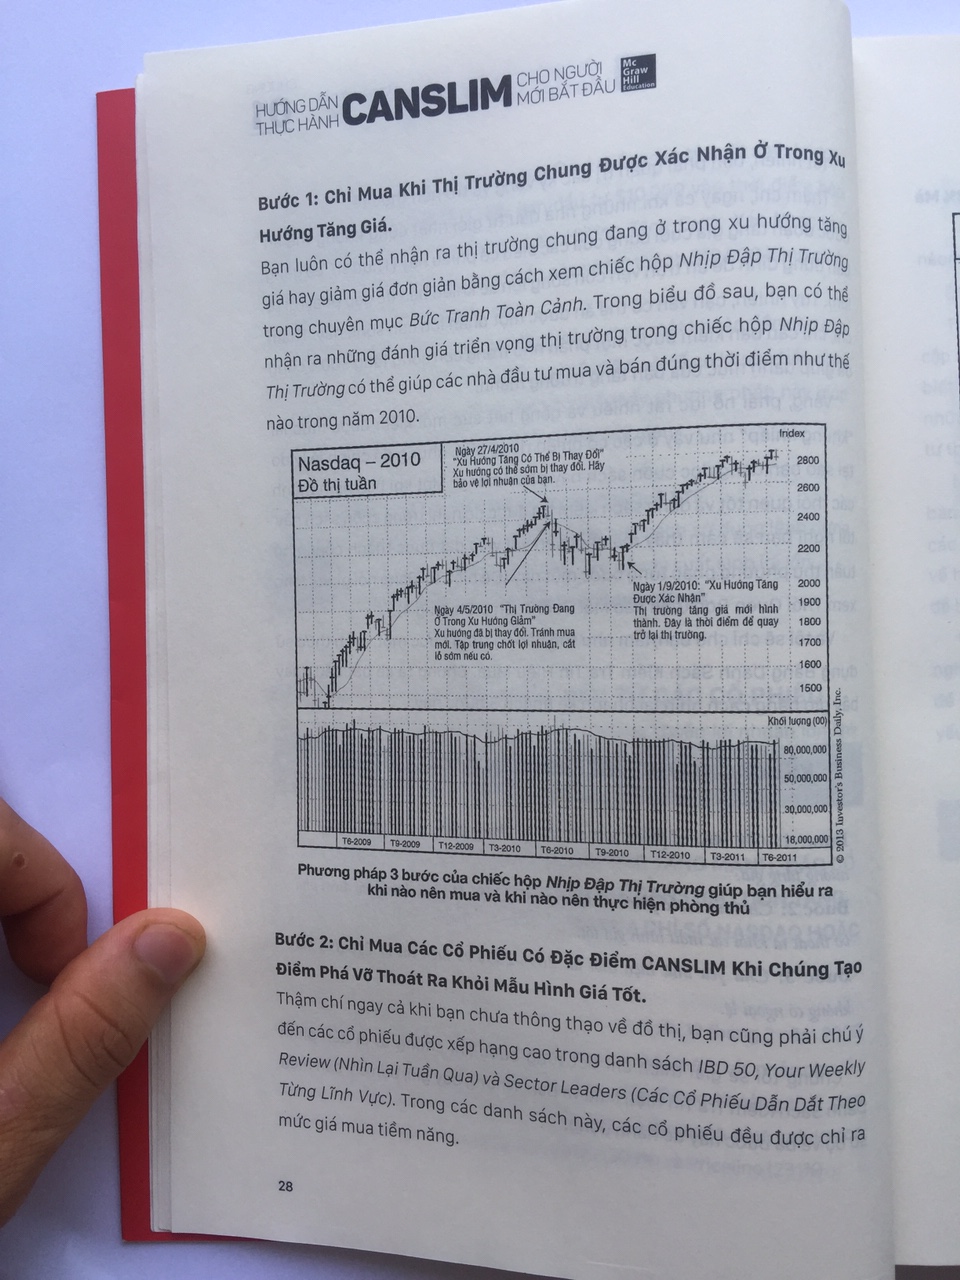 HƯỚNG DẪN
THỰC HÀNH
CANSLIM
CHO NGƯỜI
MỚI BẮT ĐẦU
Mc
Graw
Hill
Education
Bước 1: Chỉ Mua Khi Thị Trường Chung Được Xác Nhận Ở Trong Xu
Hướng Tăng Giá.
Bạn luôn có thể nhận ra thị trường chung đang ở trong xu hướng tăng
giá hay giảm giá đơn giản bằng cách xem chiếc hộp Nhịp Đập Thị Trường
trong chuyên mục Bức Tranh Toàn Cảnh. Trong biểu đồ sau, bạn có thể
nhận ra những đánh giá triển vọng thị trường trong chiếc hộp Nhịp Đập
Thị Trường có thể giúp các nhà đầu tư mua và bán đúng thời điểm như thế
nào trong năm 2010.
Nasdaq – 2010
Đồ thị tuần
Ngày 27/4/2010
"Xu Hướng Tăng Có Thể Bị Thay Đổi"
Xu hướng có thể sớm bị thay đổi. Hãy
bảo vệ lợi nhuận của bạn.
Index
2800
2600
2400
2200
2000
1900
1800
1700
1600
1500
Ngày 1/9/2010: "Xu Hướng Tăng
Được Xác Nhận"
Thị trường tăng giá mới hình
thành. Đây là thời điểm để quay
trở lại thị trường.
Ngày 4/5/2010 "Thị Trường Đang
Ở Trong Xu Hướng Giảm"
Xu hướng đã bị thay đổi. Tránh mua
mới. Tập trung chốt lợi nhuận, cắt
lỗ sớm nếu có.
Khối lượng (00)
80,000,000
50,000,000
30,000,000
18,000,000
T6-2009 T9-2009 T12-2009 T3-2010 T6-2010 T9-2010 T12-2010 T3-2011 T6-2011
© 2013 Investor's Business Daily, Inc.
Phương pháp 3 bước của chiếc hộp Nhịp Đập Thị Trường giúp bạn hiểu ra
khi nào nên mua và khi nào nên thực hiện phòng thủ
Bước 2: Chỉ Mua Các Cổ Phiếu Có Đặc Điểm CANSLIM Khi Chúng Tạo
Điểm Phá Vỡ Thoát Ra Khỏi Mẫu Hình Giá Tốt.
Thậm chí ngay cả khi bạn chưa thông thạo về đồ thị, bạn cũng phải chú ý
đến các cổ phiếu được xếp hạng cao trong danh sách IBD 50, Your Weekly
Review (Nhìn Lại Tuần Qua) và Sector Leaders (Các Cổ Phiếu Dẫn Dắt Theo
Từng Lĩnh Vực). Trong các danh sách này, các cổ phiếu đều được chỉ ra
mức giá mua tiềm năng.
28